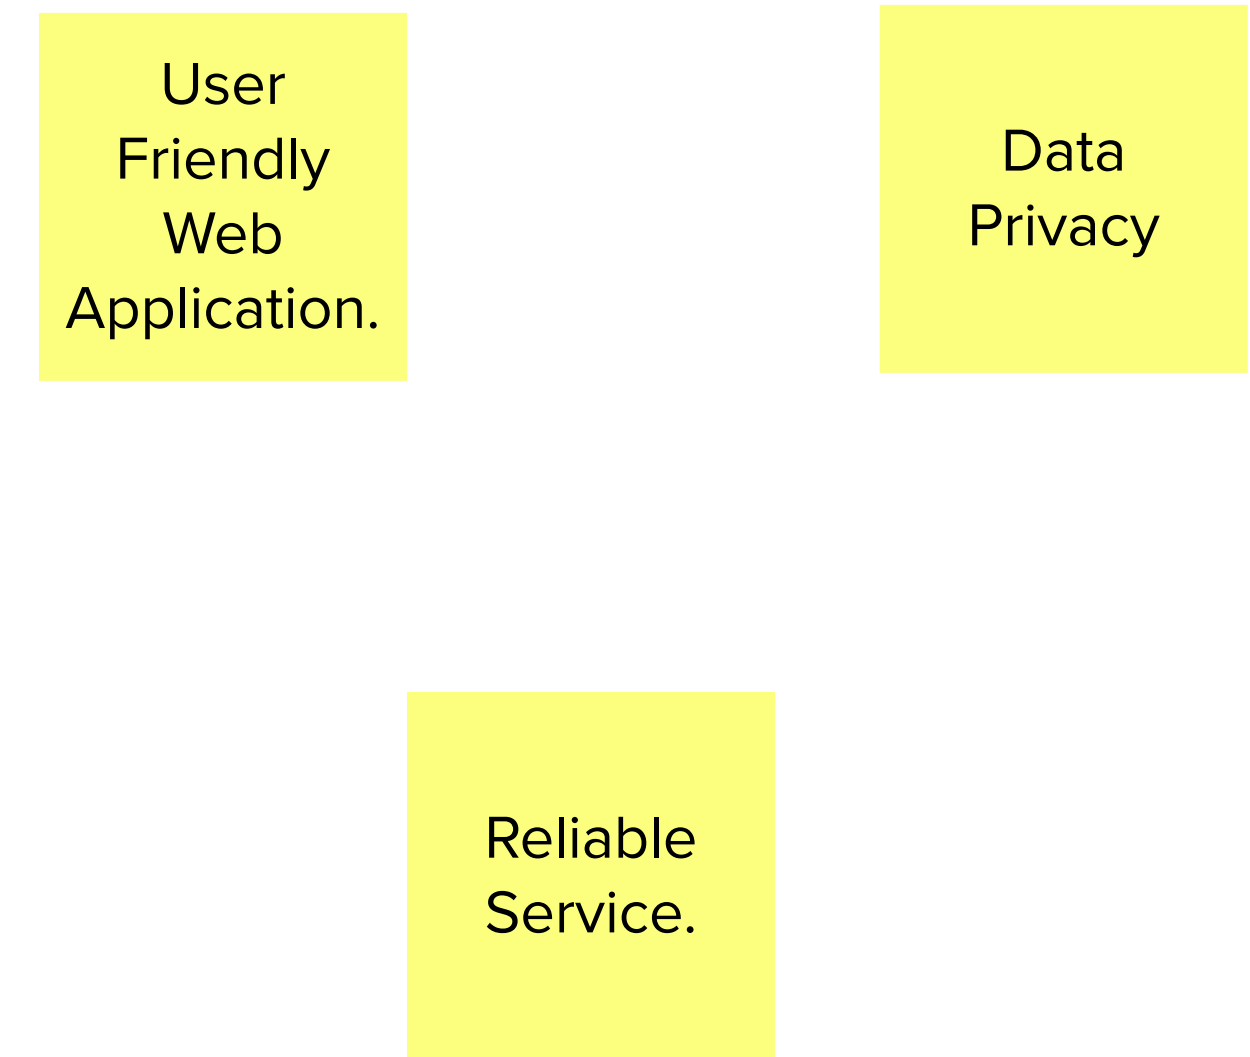 User
Friendly
Web
Application.
Data
Privacy
Reliable
Service.